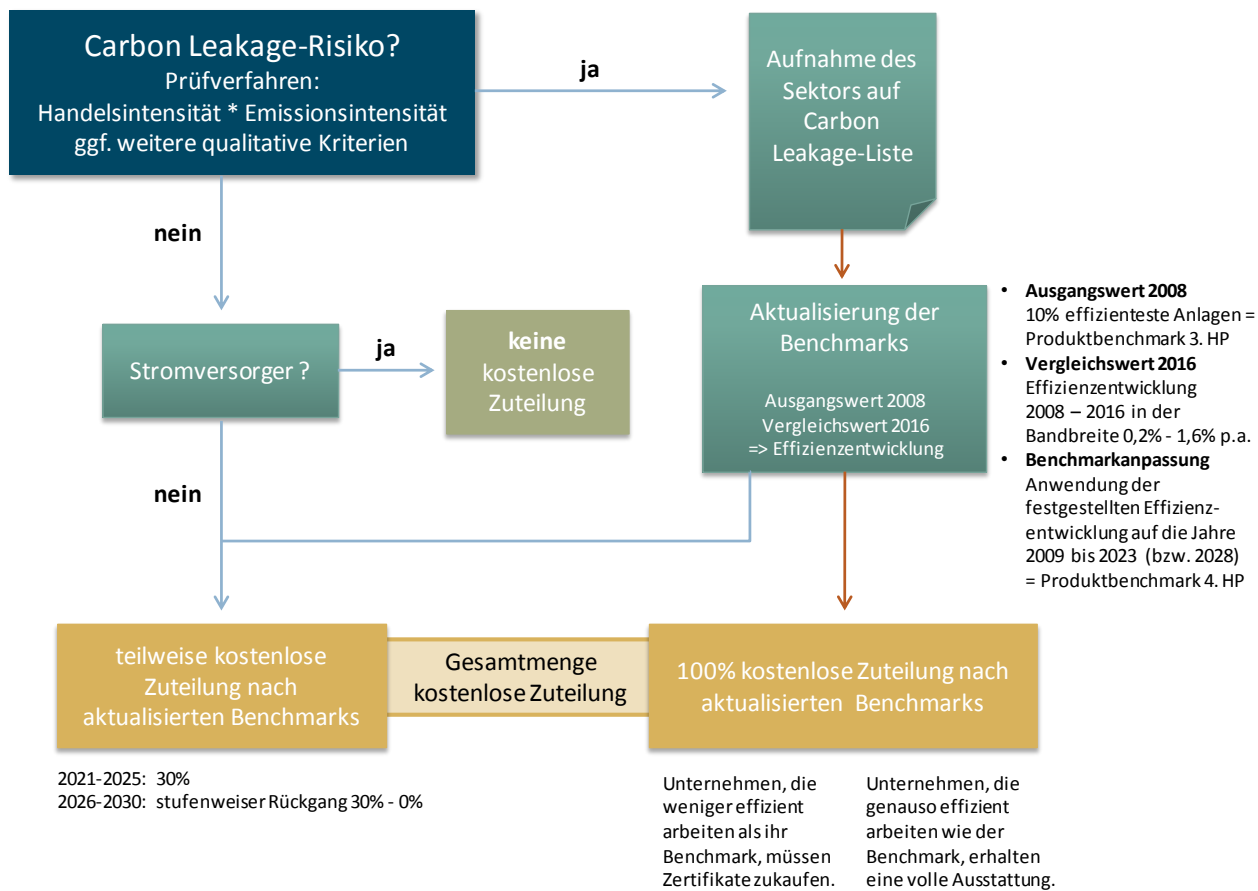 Carbon Leakage-Risiko?
Prüfverfahren:
Handelsintensität * Emissionsintensität
ggf. weitere qualitative Kriterien
ja
Aufnahme des
Sektors auf
Carbon
Leakage-Liste
nein
Stromversorger ?
ja
keine
kostenlose
Zuteilung
Aktualisierung der
Benchmarks
Ausgangswert 2008
Vergleichswert 2016
=> Effizienzentwicklung
• Ausgangswert 2008
10% effizienteste Anlagen =
Produktbenchmark 3. HP
• Vergleichswert 2016
Effizienzentwicklung
2008 – 2016 in der
Bandbreite 0,2% - 1,6% p.a.
• Benchmarkanpassung
Anwendung der
festgestellten Effizienz-
entwicklung auf die Jahre
2009 bis 2023 (bzw. 2028)
= Produktbenchmark 4. HP
nein
teilweise kostenlose
Zuteilung nach
aktualisierten Benchmarks
Gesamtmenge
kostenlose Zuteilung
100% kostenlose Zuteilung nach
aktualisierten Benchmarks
2021-2025: 30%
2026-2030: stufenweiser Rückgang 30% - 0%
Unternehmen, die
weniger effizient
arbeiten als ihr
Benchmark, müssen
Zertifikate zukaufen.
Unternehmen, die
genauso effizient
arbeiten wie der
Benchmark, erhalten
eine volle Ausstattung.